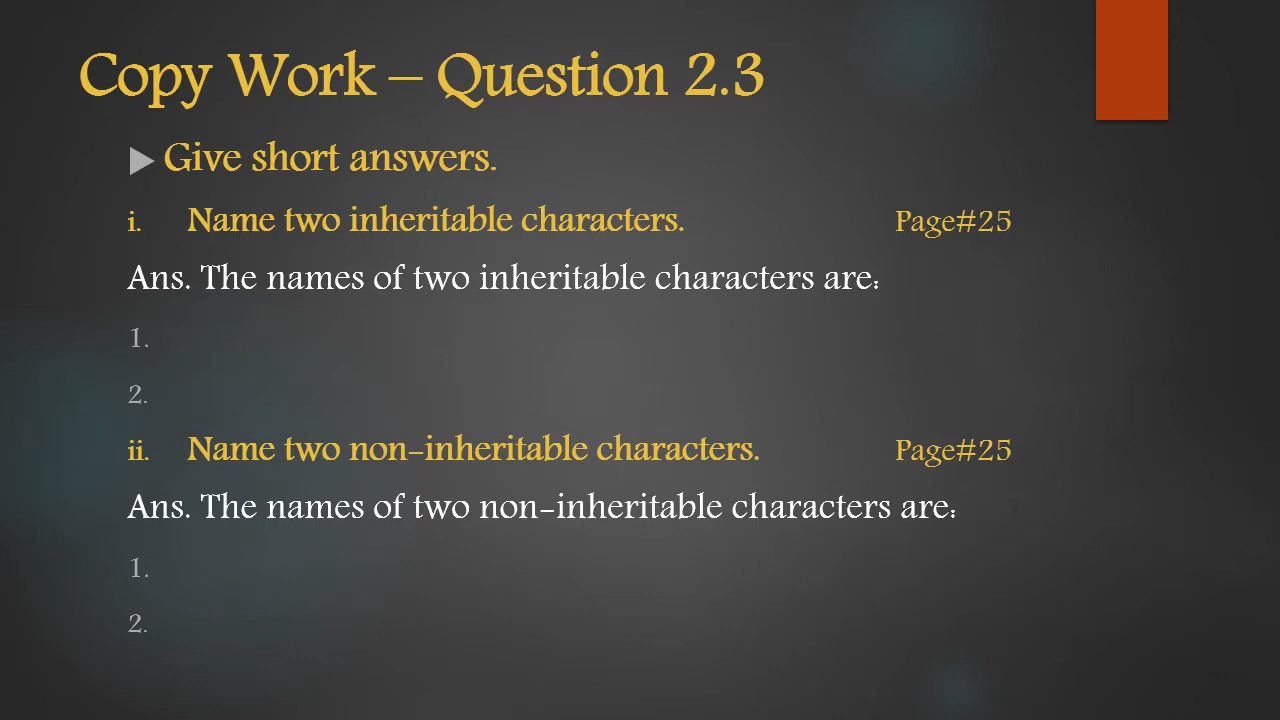 Copy Work – Question 2.3
Give short answers.
i. Name two inheritable characters. Page#25
Ans. The names of two inheritable characters are:
1.
2.
ii. Name two non-inheritable characters. Page#25
Ans. The names of two non-inheritable characters are:
1.
2.